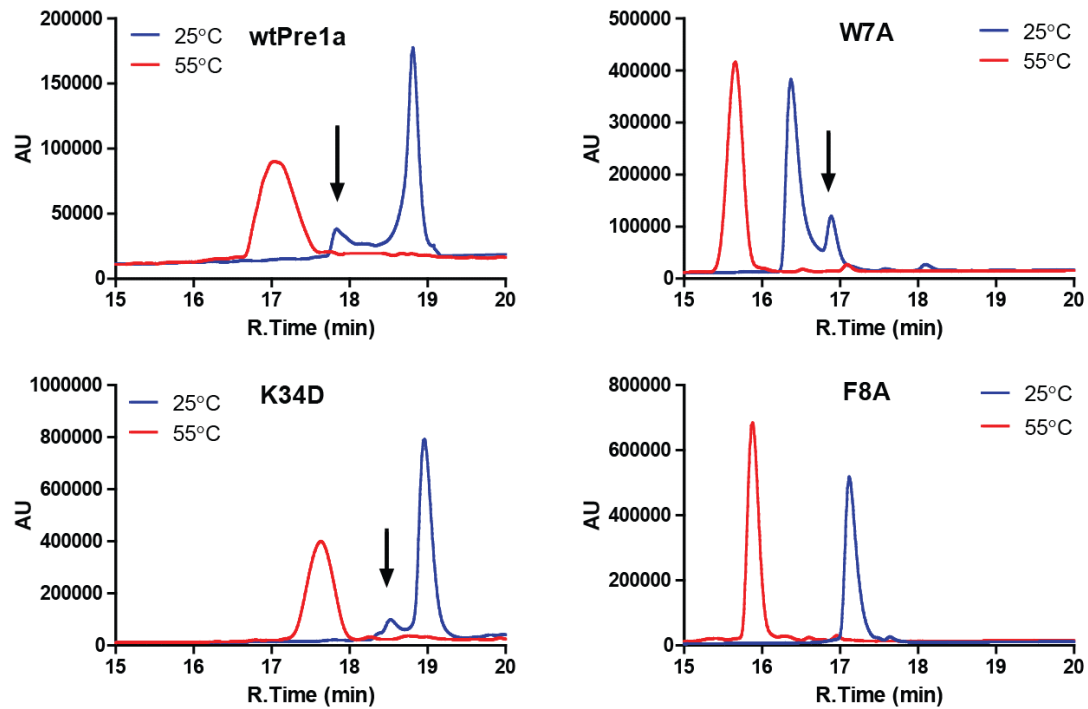 wtPre1a
25°C
55°C
AU
200000
150000
100000
50000
0
15 16 17 18 19 20
R.Time (min)
W7A
25°C
55°C
AU
500000
400000
300000
200000
100000
0
15 16 17 18 19 20
R.Time (min)
K34D
25°C
55°C
AU
1000000
800000
600000
400000
200000
0
15 16 17 18 19 20
R.Time (min)
F8A
25°C
55°C
AU
800000
600000
400000
200000
0
15 16 17 18 19 20
R.Time (min)